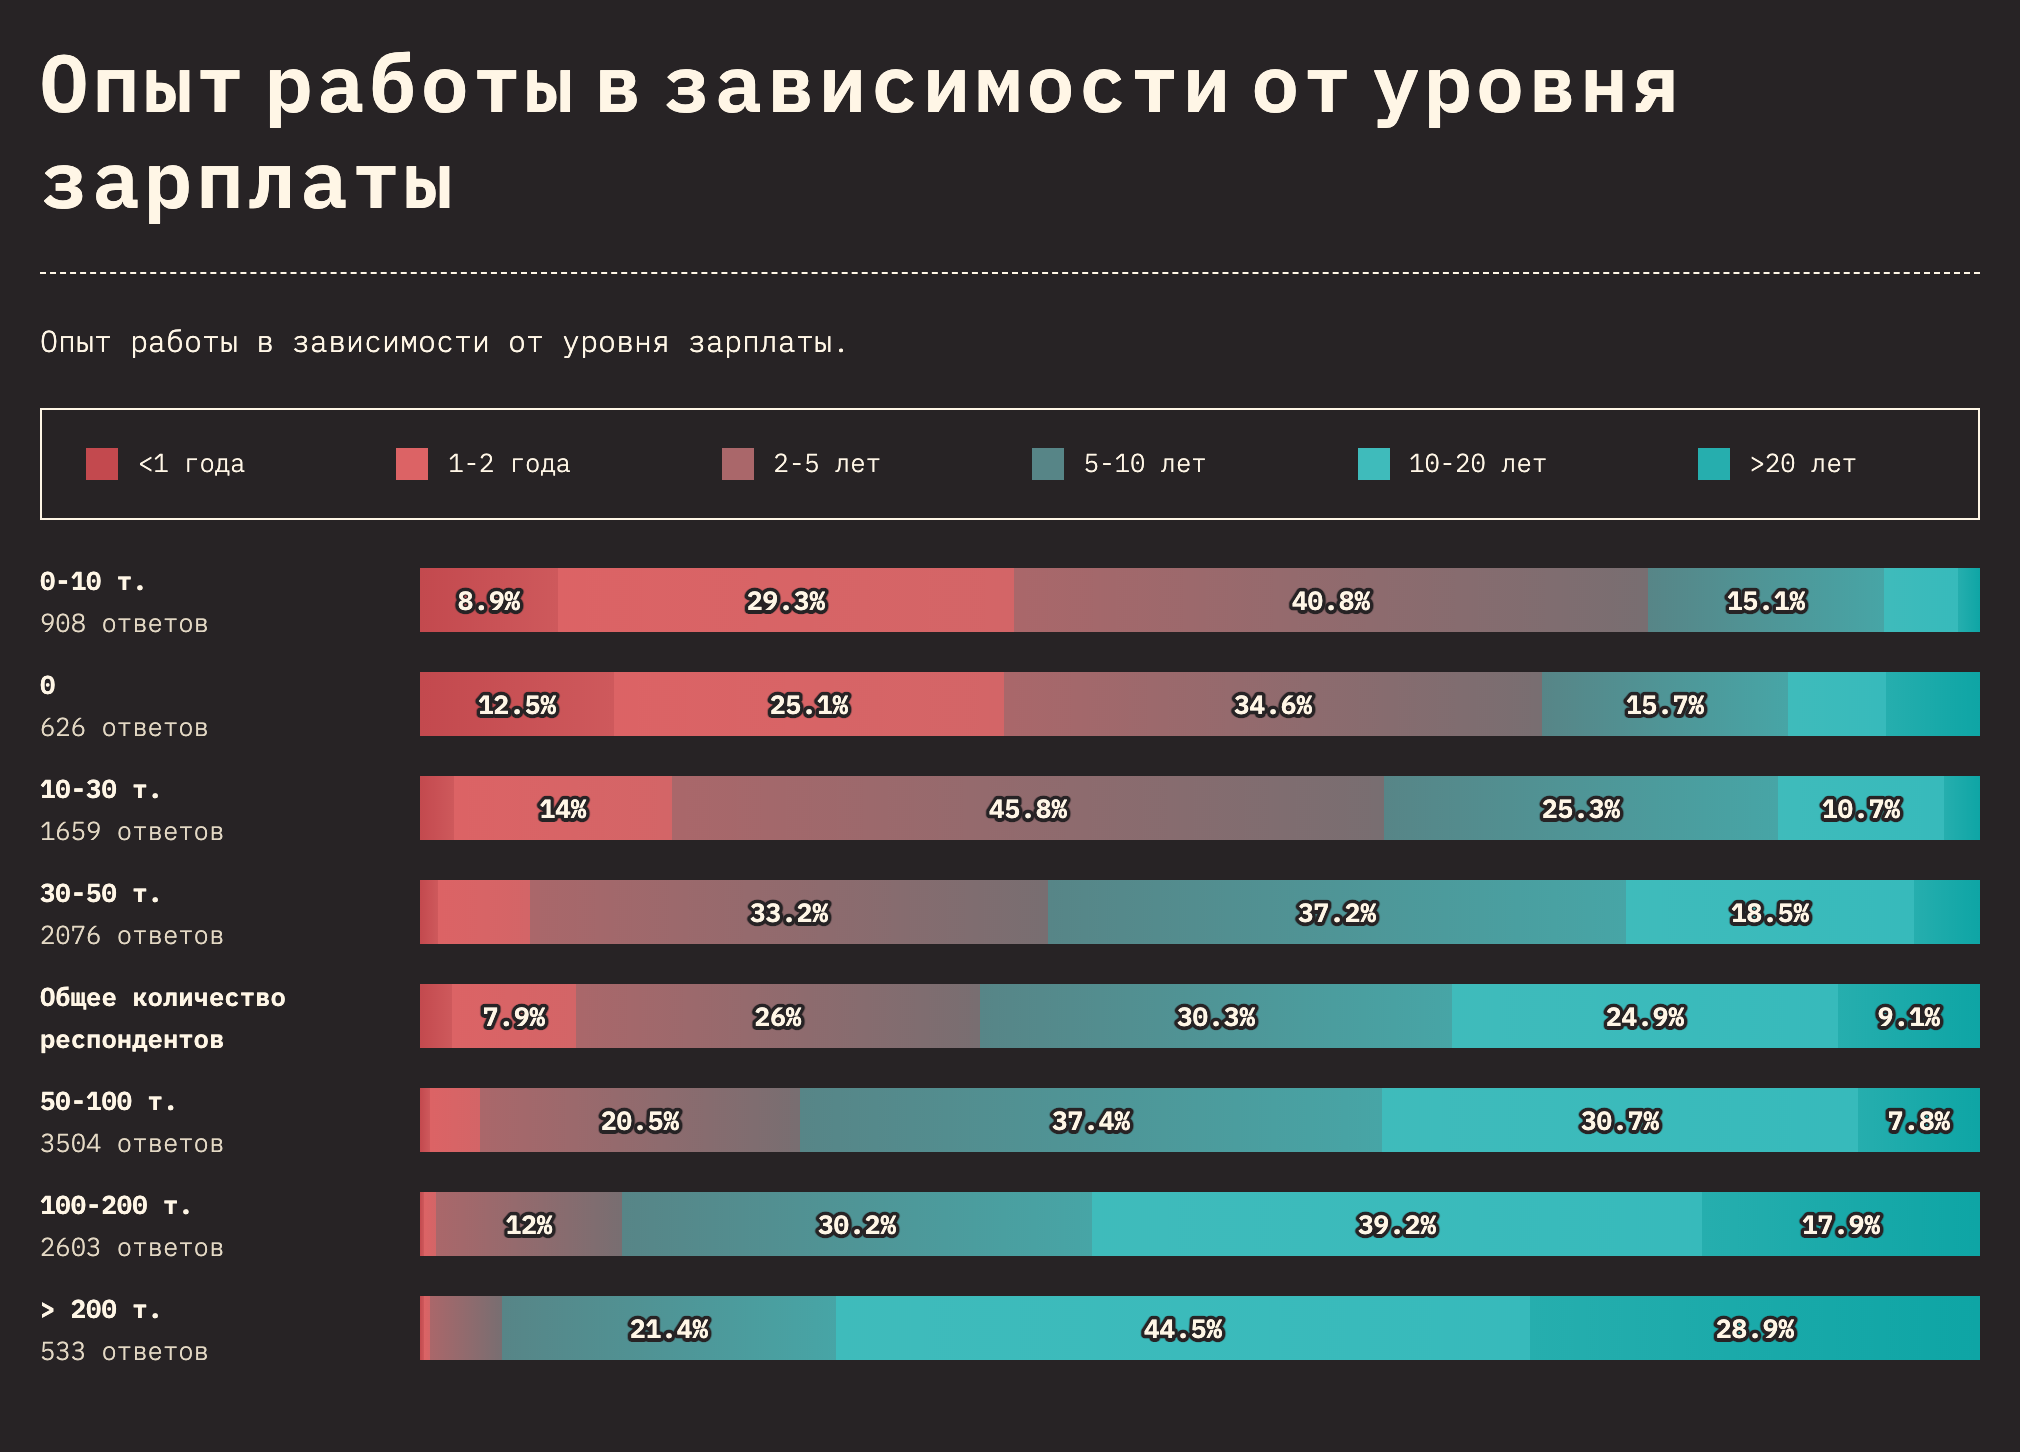 Опыт работы в зависимости от уровня
зарплаты
Опыт работы в зависимости от уровня зарплаты.
<1 года 1-2 года 2-5 лет 5-10 лет 10-20 лет >20 лет
0-10 т.
8.9% 29.3% 40.8% 15.1%
908 ответов
0
12.5% 25.1% 34.6% 15.7%
626 ответов
10-30 т.
14% 45.8% 25.3% 10.7%
1659 ответов
30-50 т.
33.2% 37.2% 18.5%
2076 ответов
Общее количество
7.9% 26% 30.3% 24.9% 9.1%
респондентов
50-100 т.
20.5% 37.4% 30.7% 7.8%
3504 ответов
100-200 т.
12% 30.2% 39.2% 17.9%
2603 ответов
> 200 т.
21.4% 44.5% 28.9%
533 ответов